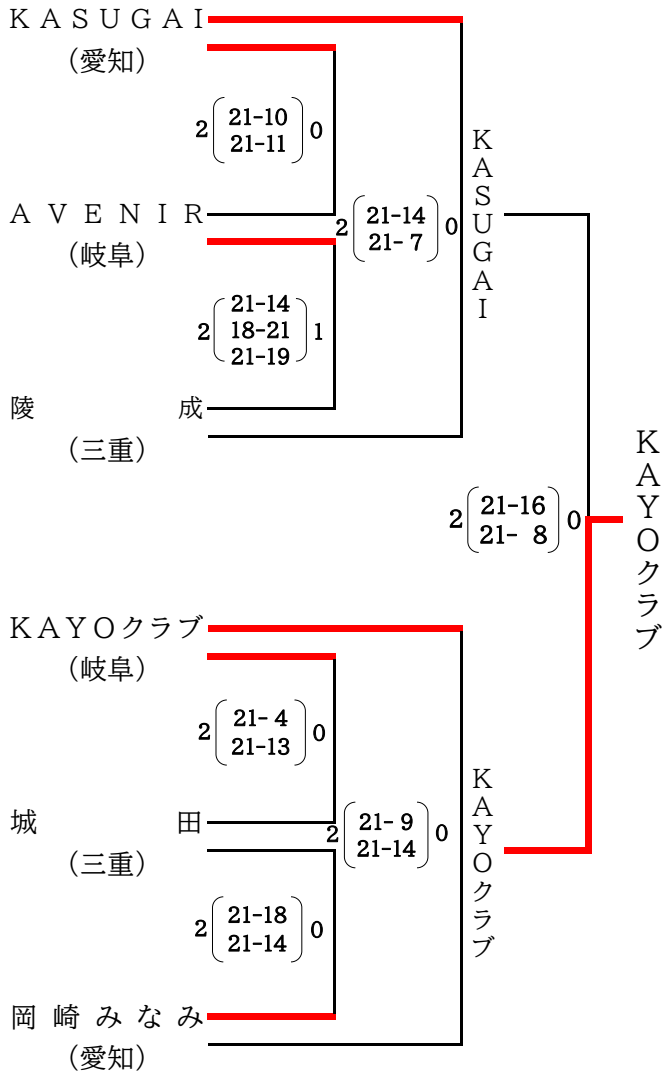 KASUGAI
(愛知)
2 21-10 0
21-11
AVENIR
(岐阜)
2 21-14 0
21- 7
KASUGAI
21-14
2 18-21 1
21-19
陵成
(三重)
2 21-16 0
21- 8
KAYOクラブ
KAYOクラブ
(岐阜)
2 21- 4 0
21-13
城田
(三重)
2 21- 9 0
21-14
KAYOクラブ
2 21-18 0
21-14
岡崎みなみ
(愛知)